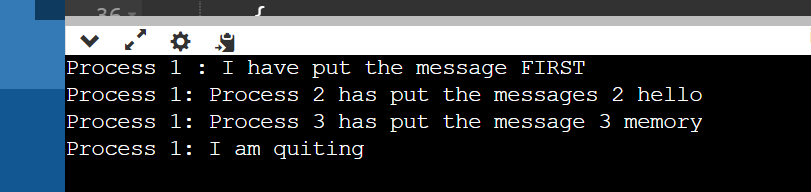 36
{
Process 1 : I have put the message FIRST
Process 1: Process 2 has put the messages 2 hello
Process 1: Process 3 has put the message 3 memory
Process 1: I am quiting